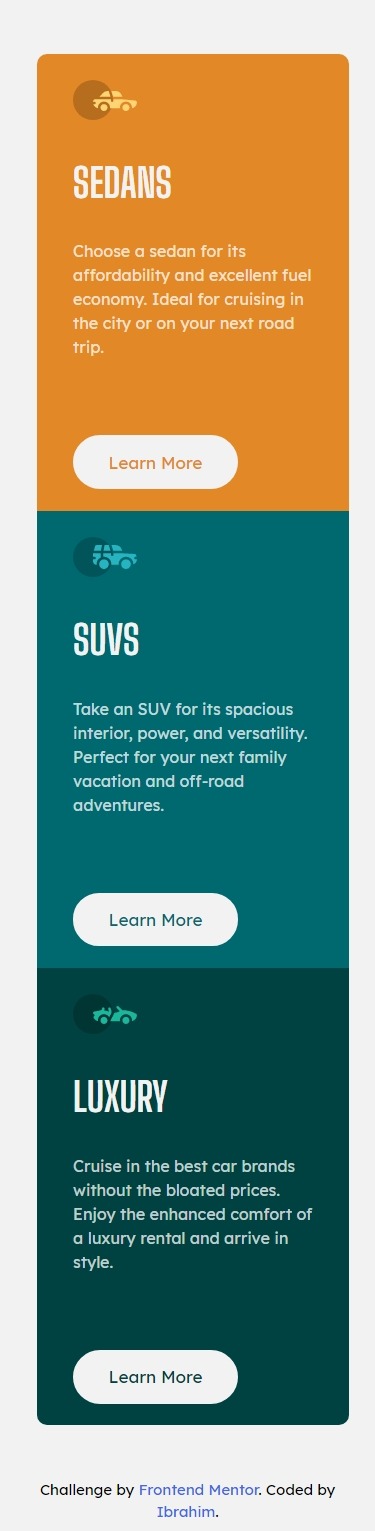 SEDANS
Choose a sedan for its
affordability and excellent fuel
economy. Ideal for cruising in
the city or on your next road
trip.
Learn More
SUVS
Take an SUV for its spacious
interior, power, and versatility.
Perfect for your next family
vacation and off-road
adventures.
Learn More
LUXURY
Cruise in the best car brands
without the bloated prices.
Enjoy the enhanced comfort of
a luxury rental and arrive in
style.
Learn More
Challenge by Frontend Mentor. Coded by
Ibrahim.